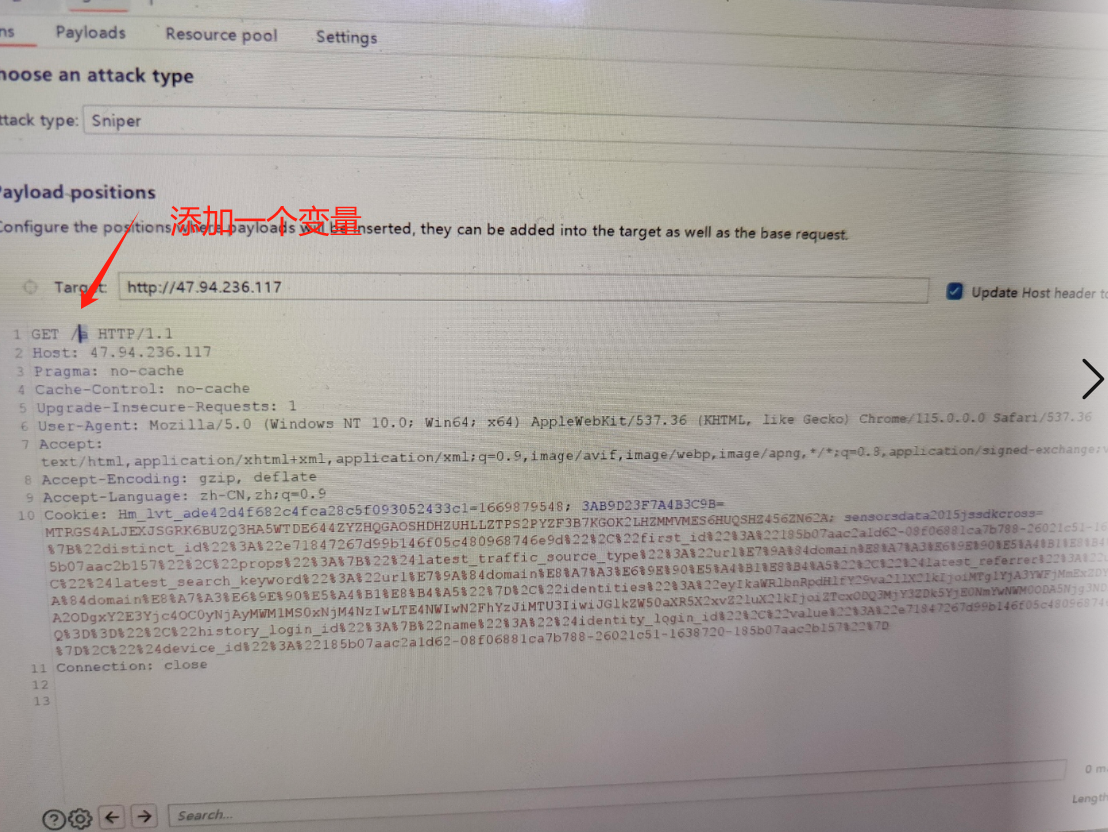 ns Payloads Resource pool Settings
hoose an attack type
ttack type: Sniper
Payload positions
添加一个变量
Configure the positions where payloads will be inserted, they can be added into the target as well as the base request.
Target: http://47.94.236.117 Update Host header to
1 GET / HTTP/1.1
2 Host: 47.94.236.117
3 Pragma: no-cache
4 Cache-Control: no-cache
5 Upgrade-Insecure-Requests: 1
6 User-Agent: Mozilla/5.0 (Windows NT 10.0; Win64; x64) AppleWebKit/537.36 (KHTML, like Gecko) Chrome/115.0.0.0 Safari/537.36
7 Accept:
text/html,application/xhtml+xml,application/xml;q=0.9,image/avif,image/webp,image/apng,*/*;q=0.8,application/signed-exchange;v
8 Accept-Encoding: gzip, deflate
9 Accept-Language: zh-CN,zh;q=0.9
10 Cookie: Hm_lvt_ade42d4f682c4fca28c5f093052433c1=1669879548; 3AB9D23F7A4B3C9B=
sensorsdata2015jssdkcross=
%7B%22distinct_id%22%3A%22e71847267d99b146f05c480968746e9d%22%2C%22first_id%22%3A%22185b07aac2a1d62-08f06881ca7b788-26021c51-16
5b07aac2b157%22%2C%22props%22%3A%7B%22%24latest_traffic_source_type%22%3A%22url%E7%9A%84domain%E8%A7%A3%E6%9E%90%E5%A4%B1%E8%B4
C%22%24latest_search_keyword%22%3A%22url%E7%9A%84domain%E8%A7%A3%E6%9E%90%E5%A4%B1%E8%B4%A5%22%2C%22%24latest_referrer%22%3A%22
A%84domain%E8%A7%A3%E6%9E%90%E5%A4%B1%E8%B4%A5%22%7D%2C%22identities%22%3A%22
Q%3D%3D%22%2C%22history_login_id%22%3A%7B%22name%22%3A%22%24identity_login_id%22%2C%22value%22%3A%22e71847267d99b146f05c48096874
%7D%2C%22%24device_id%22%3A%22185b07aac2a1d62-08f06881ca7b788-26021c51-1638720-185b07aac2b157%22%7D
11 Connection: close
12
13
Search...
0 m
Length